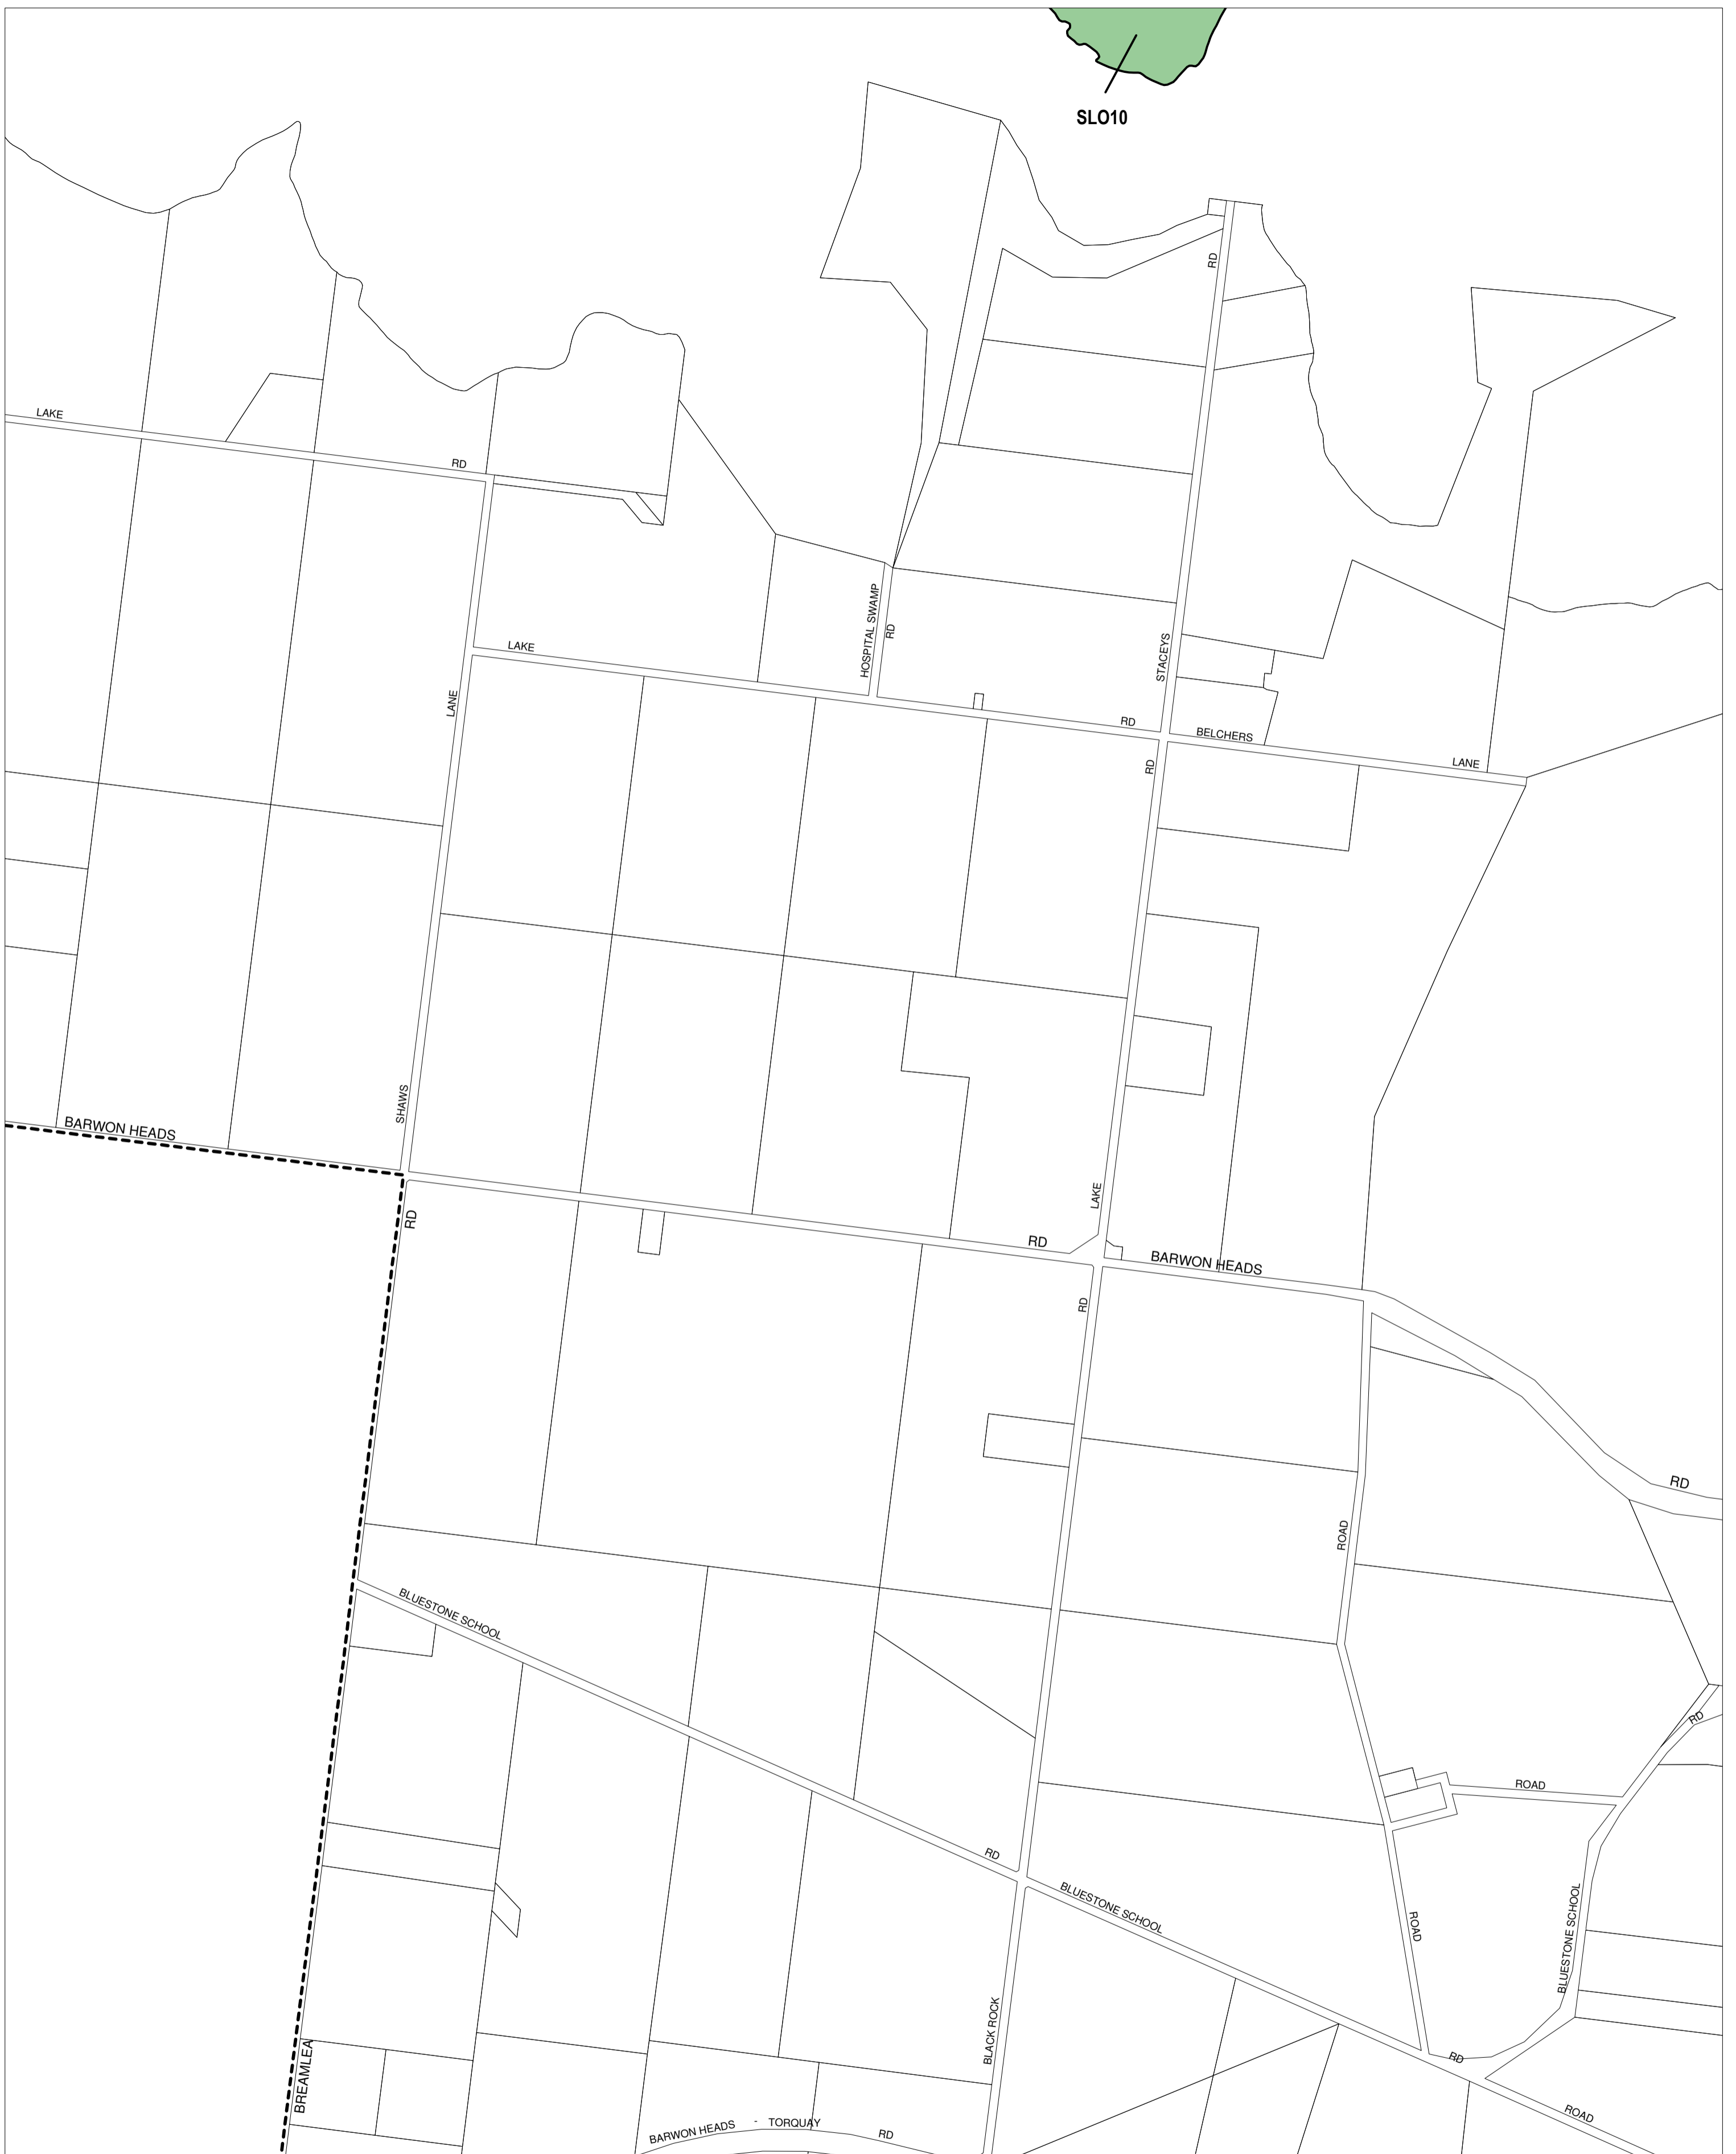 SLO10
RD
LAKE
RD
HOSPITAL SWAMP
RD
LAKE
STACEYS
LANE
RD
BELCHERS
LANE
RD
SHAWS
BARWON HEADS
LAKE
RD
RD
BARWON HEADS
RD
RD
ROAD
BLUESTONE SCHOOL
RD
ROAD
RD
BLUESTONE SCHOOL
ROAD
BLUESTONE SCHOOL
BLACK ROCK
RD
BREAMLEA
ROAD
BARWON HEADS - TORQUAY
RD